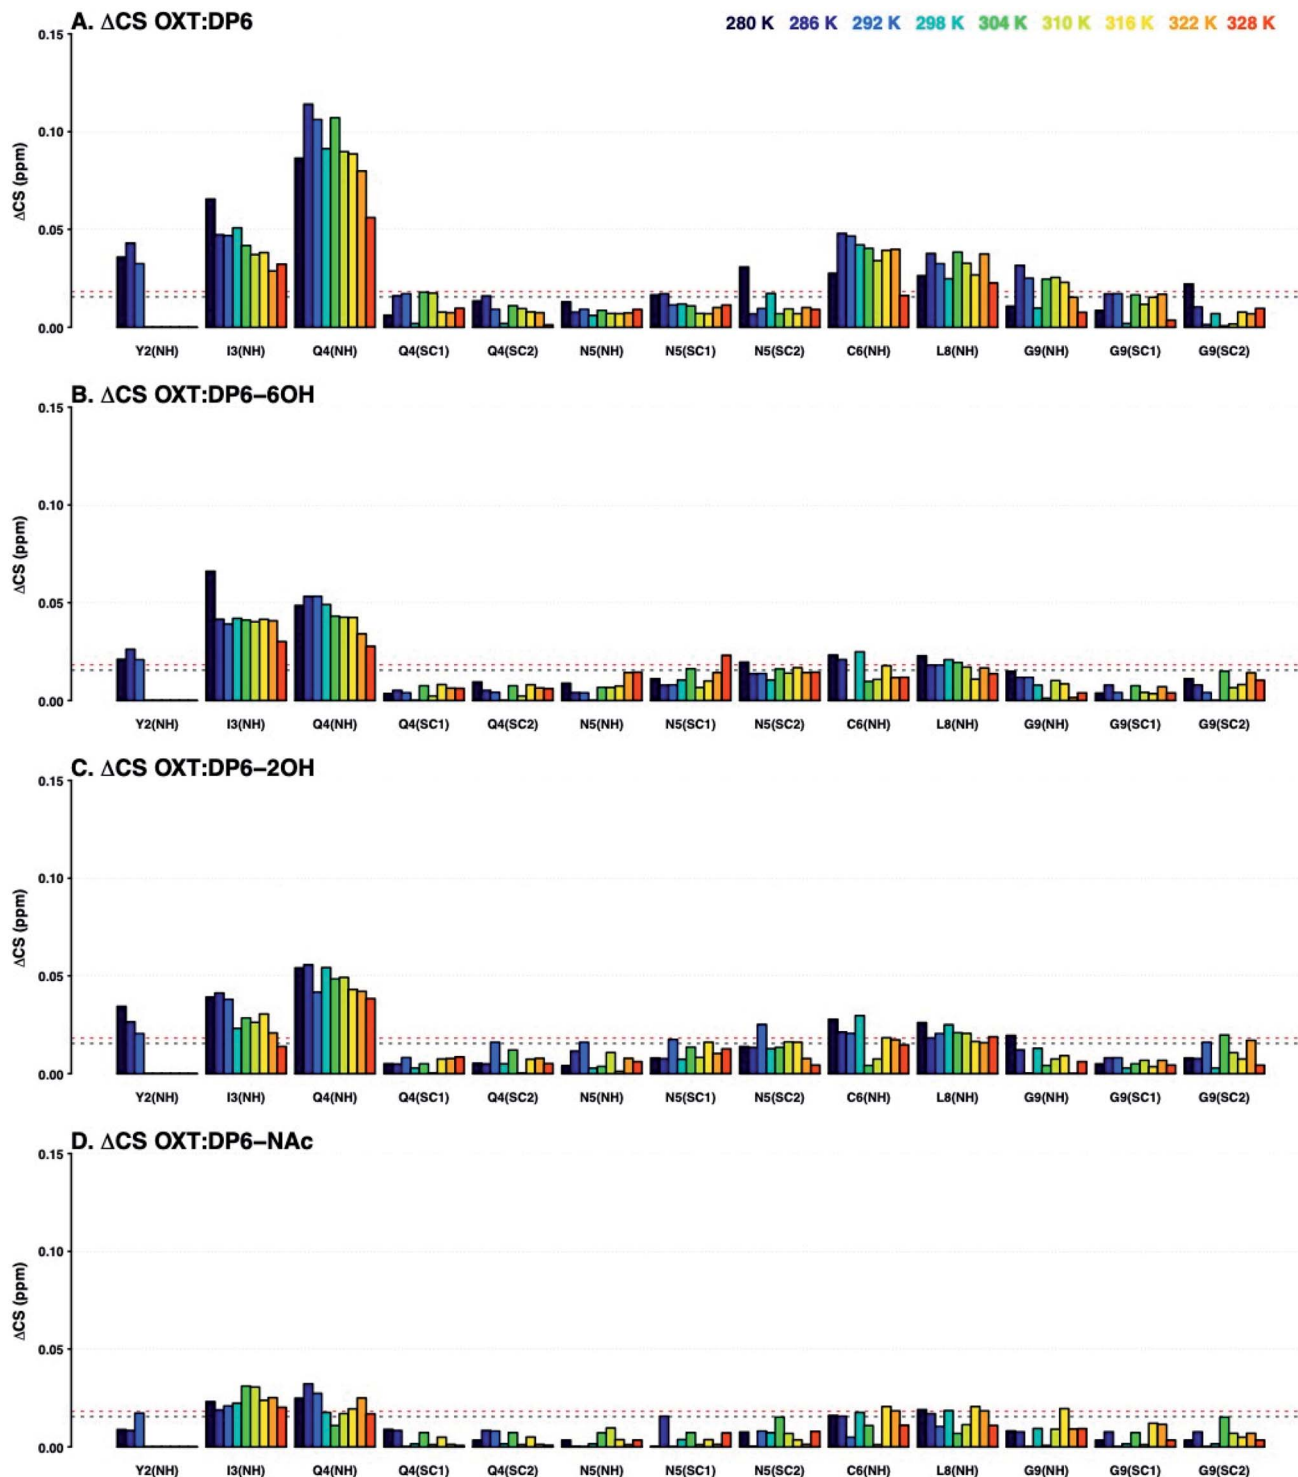 A. ΔCS OXT:DP6
280 K 286 K 292 K 298 K 304 K 310 K 316 K 322 K 328 K
0.15
0.10
0.05
0.00
ΔCS (ppm)
Y2(NH) I3(NH) Q4(NH) Q4(SC1) Q4(SC2) N5(NH) N5(SC1) N5(SC2) C6(NH) L8(NH) G9(NH) G9(SC1) G9(SC2)
B. ΔCS OXT:DP6–6OH
0.15
0.10
0.05
0.00
ΔCS (ppm)
Y2(NH) I3(NH) Q4(NH) Q4(SC1) Q4(SC2) N5(NH) N5(SC1) N5(SC2) C6(NH) L8(NH) G9(NH) G9(SC1) G9(SC2)
C. ΔCS OXT:DP6–2OH
0.15
0.10
0.05
0.00
ΔCS (ppm)
Y2(NH) I3(NH) Q4(NH) Q4(SC1) Q4(SC2) N5(NH) N5(SC1) N5(SC2) C6(NH) L8(NH) G9(NH) G9(SC1) G9(SC2)
D. ΔCS OXT:DP6–NAc
0.15
0.10
0.05
0.00
ΔCS (ppm)
Y2(NH) I3(NH) Q4(NH) Q4(SC1) Q4(SC2) N5(NH) N5(SC1) N5(SC2) C6(NH) L8(NH) G9(NH) G9(SC1) G9(SC2)